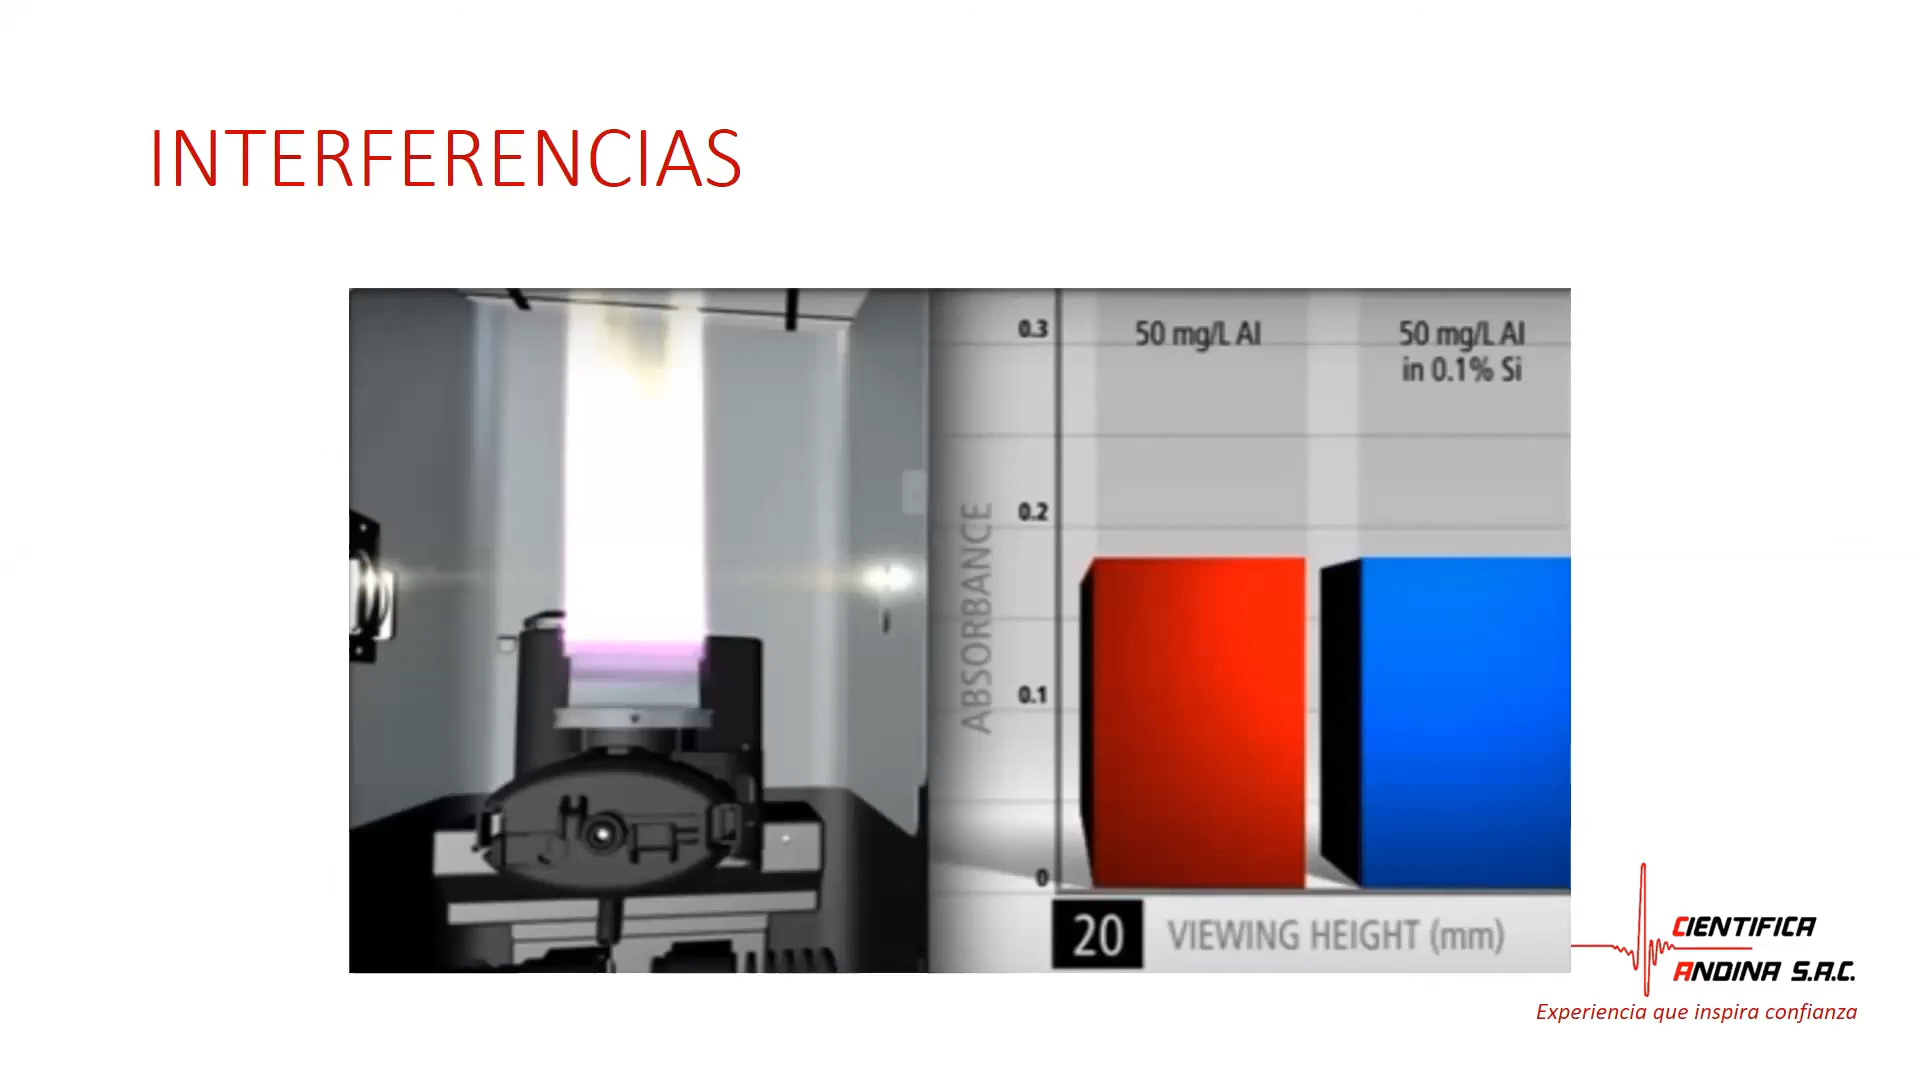 INTERFERENCIAS
0.3
50 mg/L Al
50 mg/L Al
in 0.1% Si
0.2
ABSORBANCE
0.1
0
20 VIEWING HEIGHT (mm)
CIENTIFICA
ANDINA S.A.C.
Experiencia que inspira confianza